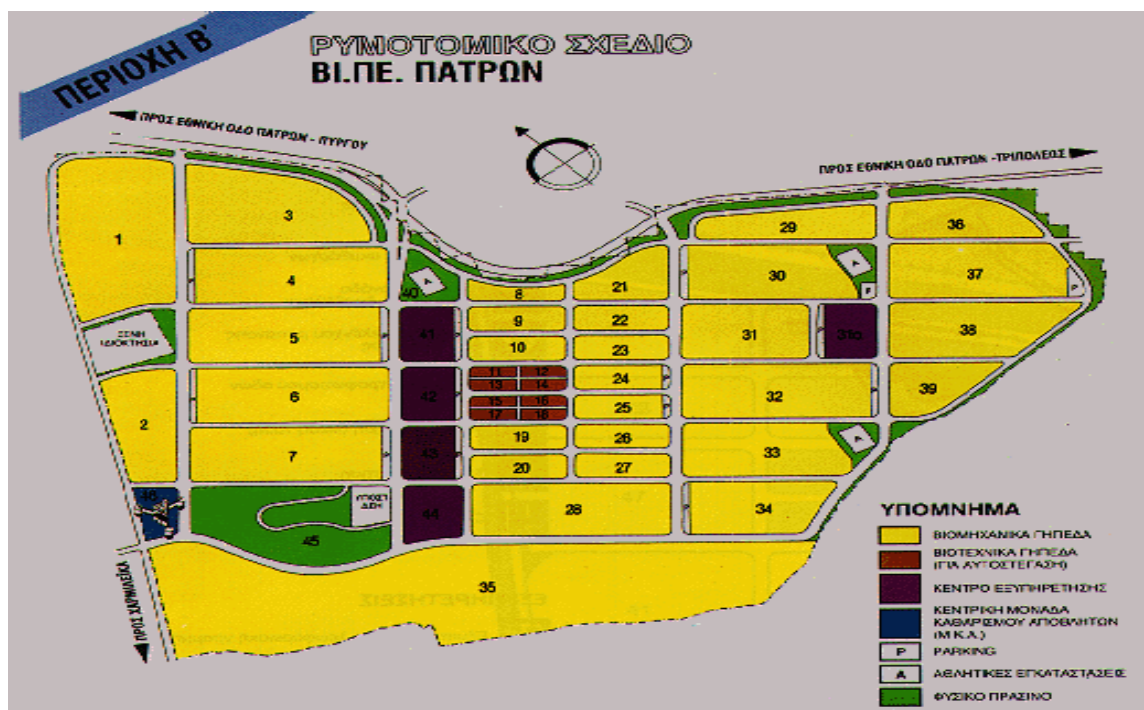 ΠΕΡΙΟΧΗ Β'
ΡΥΜΟΤΟΜΙΚΟ ΣΧΕΔΙΟ
ΒΙ.ΠΕ. ΠΑΤΡΩΝ
ΠΡΟΣ ΕΘΝΙΚΗ ΟΔΟ ΠΑΤΡΩΝ - ΠΥΡΓΟΥ
ΠΡΟΣ ΕΘΝΙΚΗ ΟΔΟ ΠΑΤΡΩΝ -ΤΡΙΠΟΛΕΩΣ
1
3
29
36
4
40
A
8
21
P
30
A
P
37
P
ΞΕΝΗ
ΙΔΙΟΚΤΗΣΙΑ
5
P
41
P
9
22
10
23
31
P
31α
38
2
6
42
P
11
12
13
14
24
P
15
16
17
18
25
P
32
P
39
7
43
P
19
26
20
27
33
A
46
45
ΥΠΟΣΤ
ΔΕΗ
44
28
P
34
35
ΠΡΟΣ ΧΑΡΑΥΛΕΪΚΑ
ΥΠΟΜΝΗΜΑ
ΒΙΟΜΗΧΑΝΙΚΑ ΓΗΠΕΔΑ
ΒΙΟΤΕΧΝΙΚΑ ΓΗΠΕΔΑ
(ΓΙΑ ΑΥΤΟΣΤΕΓΑΣΗ)
ΚΕΝΤΡΟ ΕΞΥΠΗΡΕΤΗΣΗΣ
ΚΕΝΤΡΙΚΗ ΜΟΝΑΔΑ
ΚΑΘΑΡΙΣΜΟΥ ΑΠΟΒΛΗΤΩΝ
(Μ.Κ.Α.)
P PARKING
A ΑΘΛΗΤΙΚΕΣ ΕΓΚΑΤΑΣΤΑΣΕΙΣ
ΦΥΣΙΚΟ ΠΡΑΣΙΝΟ